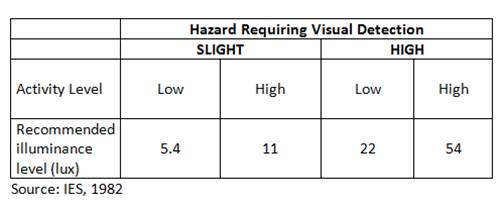 Hazard Requiring Visual Detection
SLIGHT HIGH
Activity Level Low High Low High
Recommended
illuminance 5.4 11 22 54
level (lux)
Source: IES, 1982